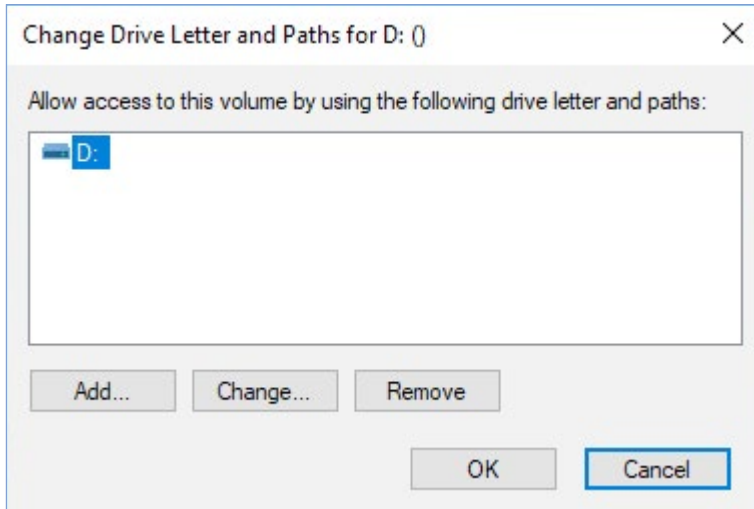 Change Drive Letter and Paths for D: ()
Allow access to this volume by using the following drive letter and paths:
D:
Add... Change... Remove
OK Cancel